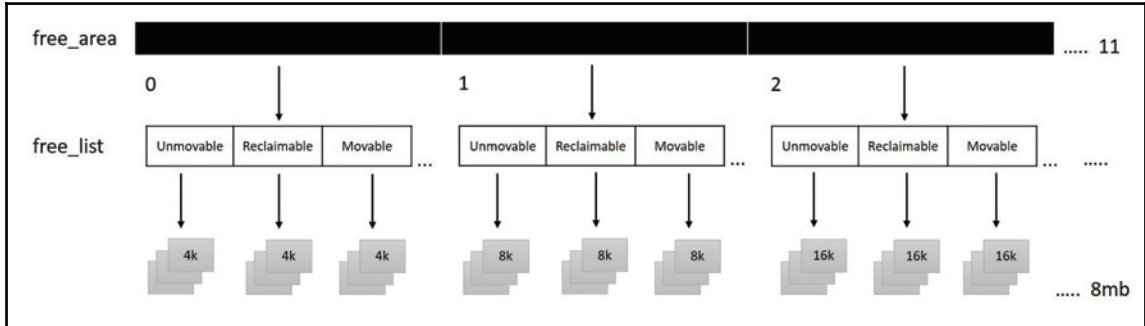 free_area ..... 11
0 1 2
free_list Unmovable Reclaimable Movable ... Unmovable Reclaimable Movable ... Unmovable Reclaimable Movable ... .....
4k 4k 4k 8k 8k 8k 16k 16k 16k
..... 8mb